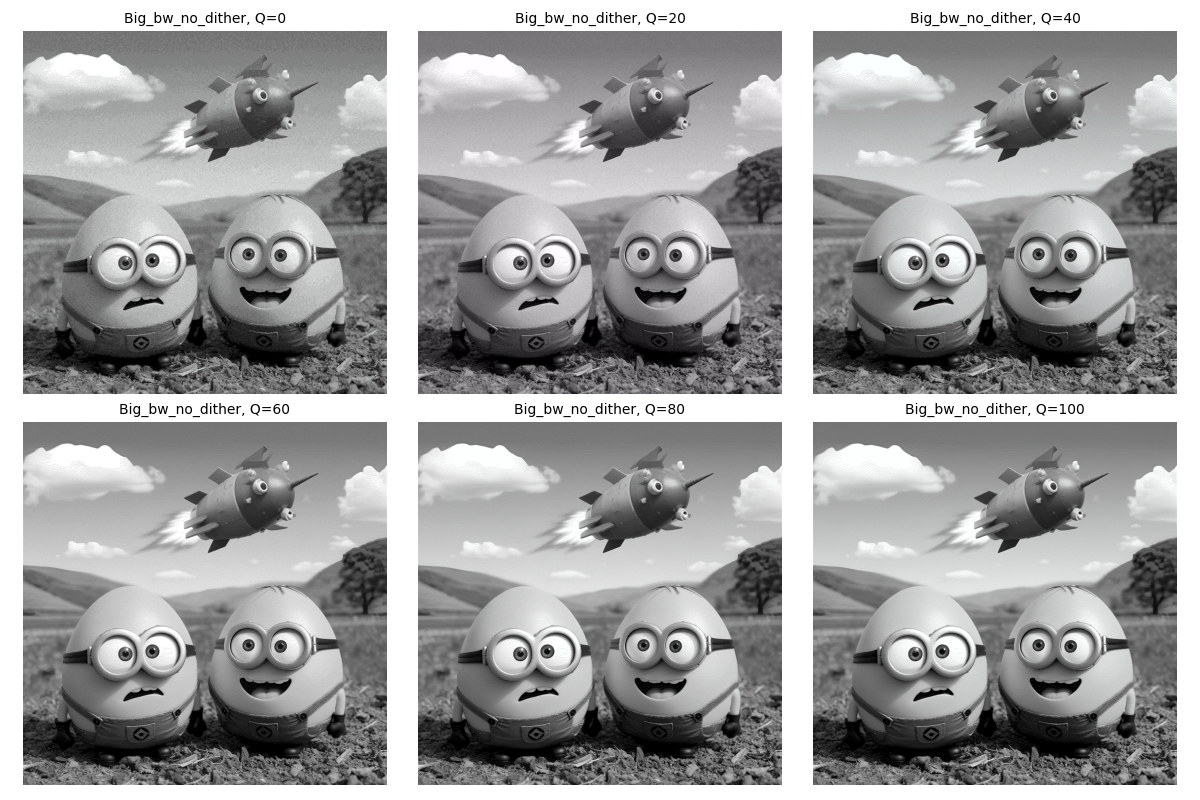 Big_bw_no_dither, Q=0
Big_bw_no_dither, Q=20
Big_bw_no_dither, Q=40
Big_bw_no_dither, Q=60
Big_bw_no_dither, Q=80
Big_bw_no_dither, Q=100